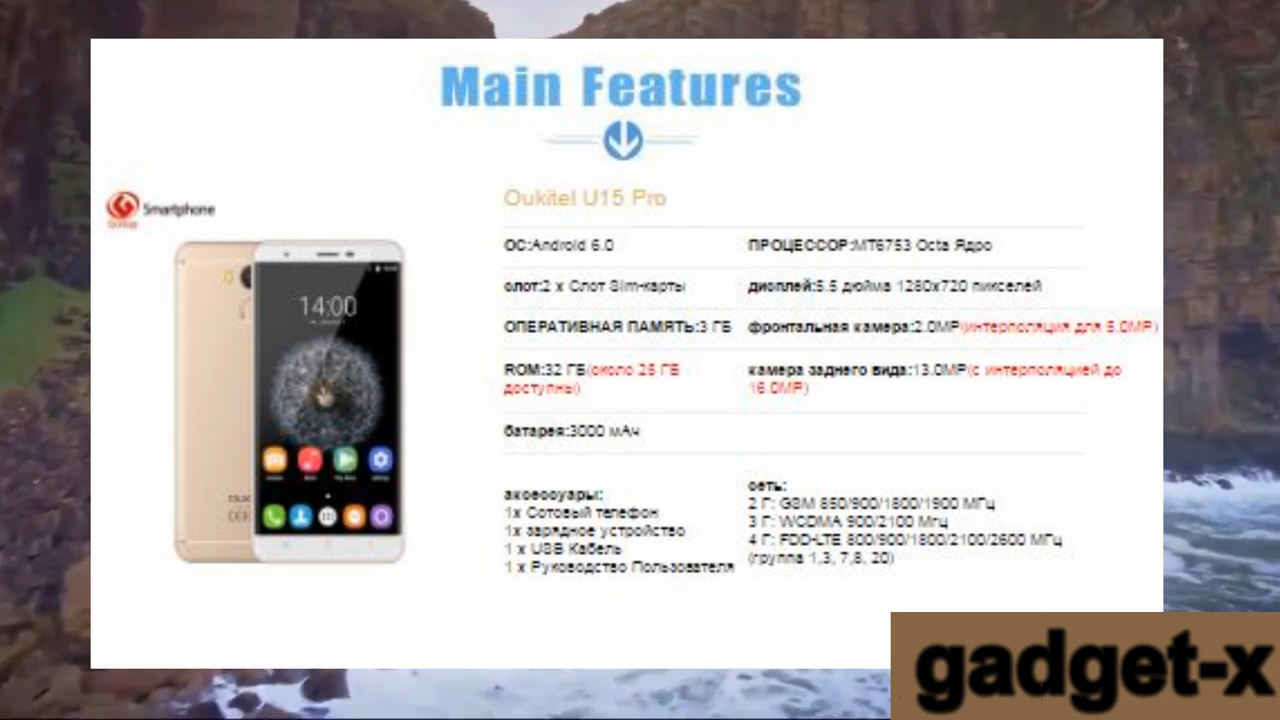 Main Features
Smartphone
Oukitel U15 Pro
ОС:Android 6.0
ПРОЦЕССОР:MT6753 Octa Ядро
слот:2 x Слот Sim-карты
дисплей:5.5 дюйма 1280x720 пикселей
ОПЕРАТИВНАЯ ПАМЯТЬ:3 ГБ
фронтальная камера:2.0MP(интерполяция для 5.0MP)
ROM:32 ГБ(около 25 ГБ
доступны)
камера заднего вида:13.0MP(с интерполяцией до
16.0MP)
батарея:3000 мАч
14:00
аксессуары:
1x Сотовый телефон
1x зарядное устройство
1 x USB Кабель
1 x Руководство Пользователя
сеть:
2 Г: GSM 850/900/1800/1900 МГц
3 Г: WCDMA 900/2100 Мгц
4 Г: FDD-LTE 800/900/1800/2100/2600 МГц
(группа 1,3, 7,8, 20)
gadget-x